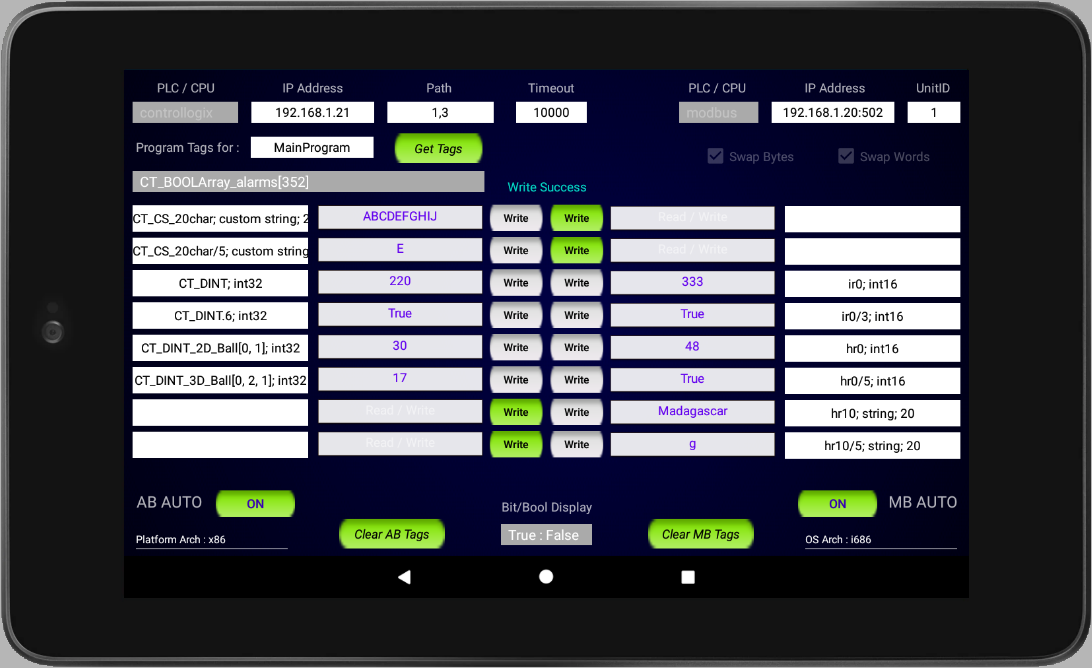 PLC / CPU IP Address Path Timeout PLC / CPU IP Address UnitID
controllogix 192.168.1.21 1,3 10000 modbus 192.168.1.20:502 1
Program Tags for : MainProgram Get Tags Swap Bytes Swap Words
CT_BOOLArray_alarms[352] Write Success
CT_CS_20char; custom string; 2 ABCDEFGHIJ Write Write Read / Write
CT_CS_20char/5; custom string E Write Write Read / Write
CT_DINT; int32 220 Write Write 333 ir0; int16
CT_DINT.6; int32 True Write Write True ir0/3; int16
CT_DINT_2D_Ball[0, 1]; int32 30 Write Write 48 hr0; int16
CT_DINT_3D_Ball[0, 2, 1]; int32 17 Write Write True hr0/5; int16
Read / Write Write Write Madagascar hr10; string; 20
Read / Write Write Write g hr10/5; string; 20
AB AUTO ON Bit/Bool Display ON MB AUTO
Platform Arch : x86 Clear AB Tags True : False Clear MB Tags OS Arch : i686